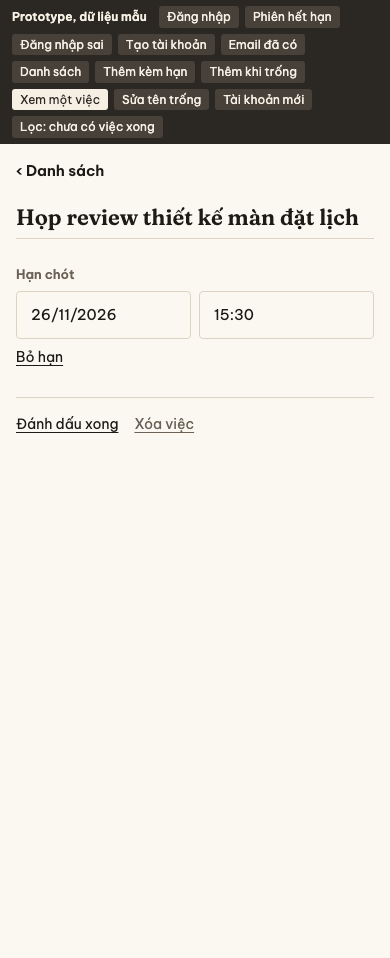 Prototype, dữ liệu mẫu Đăng nhập Phiên hết hạn
Đăng nhập sai Tạo tài khoản Email đã có
Danh sách Thêm kèm hạn Thêm khi trống
Xem một việc Sửa tên trống Tài khoản mới
Lọc: chưa có việc xong
‹ Danh sách
Họp review thiết kế màn đặt lịch
Hạn chót
26/11/2026 15:30
Bỏ hạn
Đánh dấu xong Xóa việc